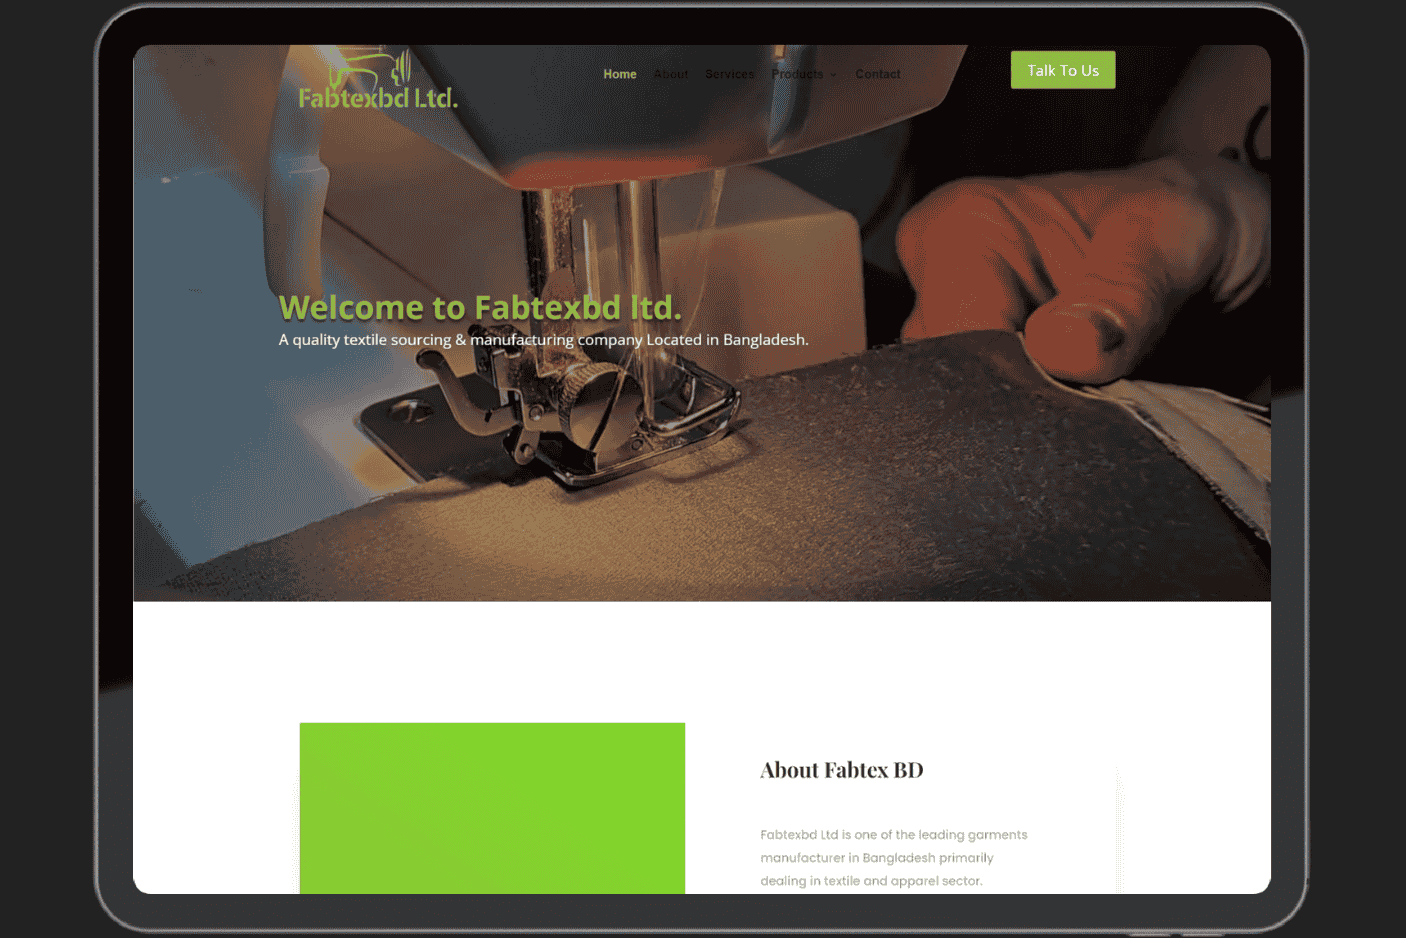 Fabtexbd Ltd.
Home About Services Products Contact
Talk To Us
Welcome to Fabtexbd ltd.
A quality textile sourcing & manufacturing company Located in Bangladesh.
About Fabtex BD
Fabtexbd Ltd is one of the leading garments
manufacturer in Bangladesh primarily
dealing in textile and apparel sector.